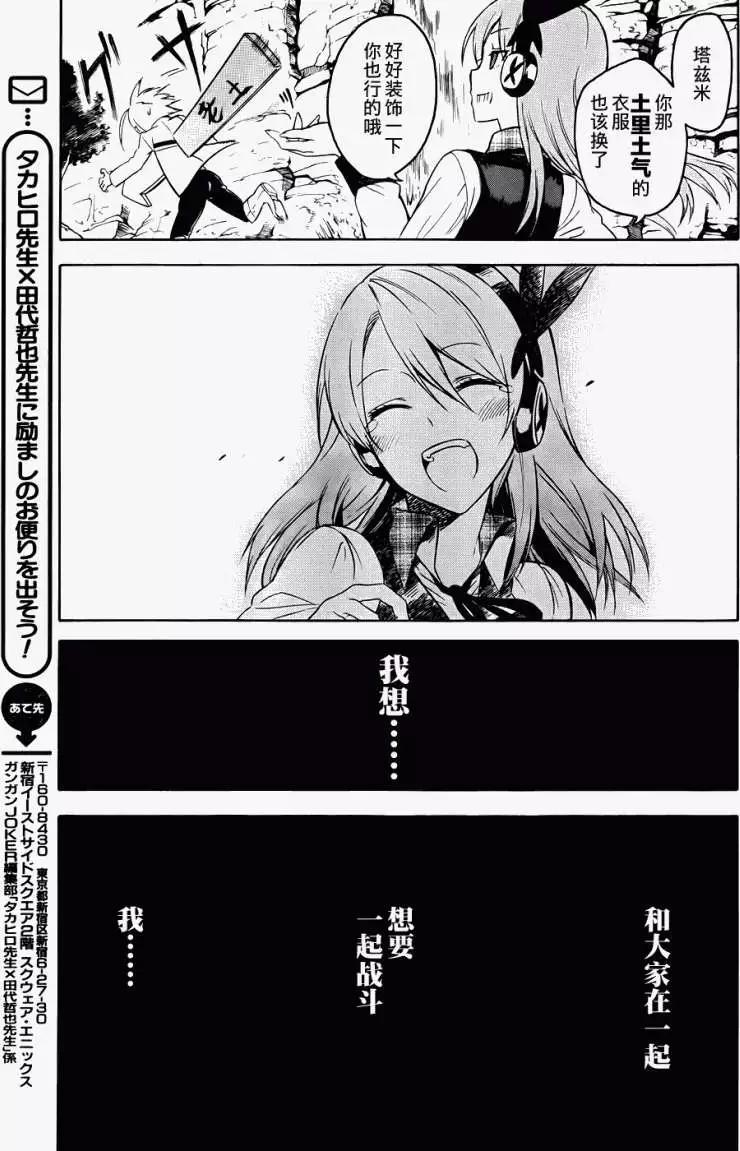 塔兹米
你那
土里土气的
衣服
也该换了
好好装饰一下
你也行的哦
老土
我想……
和大家在一起
想要
一起战斗
我……
タカヒロ先生×田代哲也先生に励ましのお便りを出そう!
あて先
〒160-8430 東京都新宿区新宿6-27-30
新宿イーストサイドスクエア2階 スクウェア・エニックス
ガンガンJOKER編集部「タカヒロ先生×田代哲也先生」係